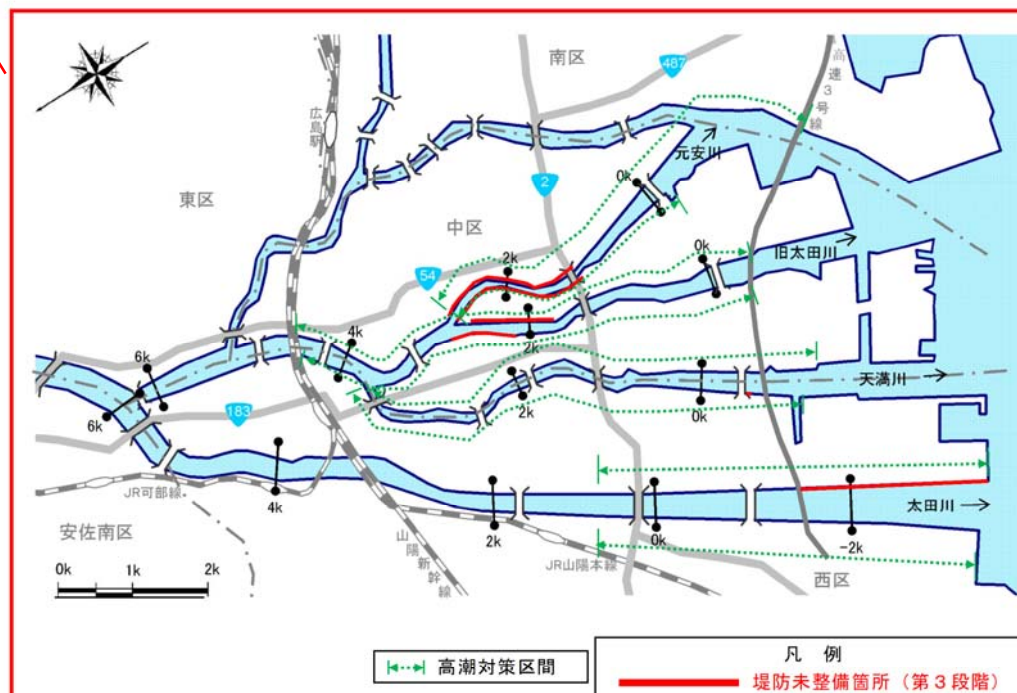 南区
487
高速3号線
広島駅
元安川
0k
2
東区
中区
旧太田川
2k
0k
54
4k
2k
6k
天満川
2k
0k
183
6k
JR可部線
4k
太田川
安佐南区
2k
0k
-2k
山陽新幹線
JR山陽本線
西区
0k 1k 2k
高潮対策区間
凡 例
堤防未整備箇所（第3段階）